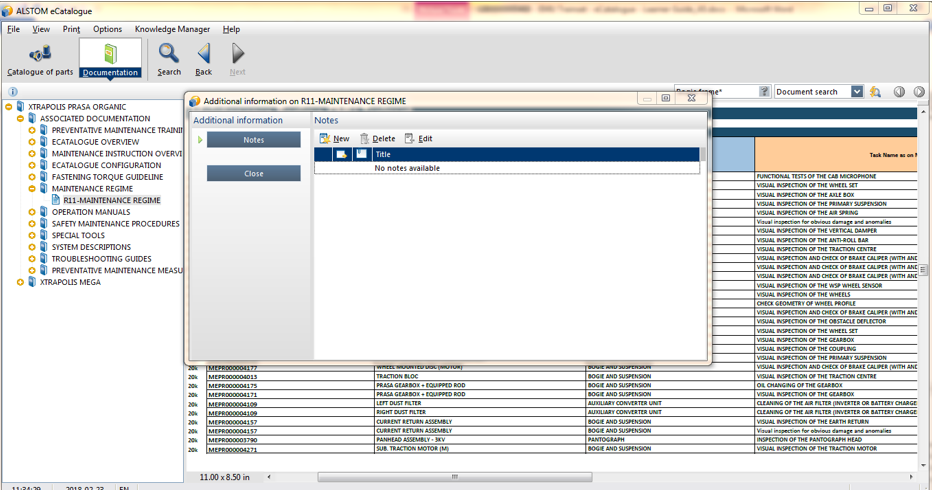 ALSTOM eCatalogue
File View Print Options Knowledge Manager Help
Catalogue of parts Documentation Search Back Next
Document search
XTRAPOLIS PRASA ORGANIC
ASSOCIATED DOCUMENTATION
PREVENTATIVE MAINTENANCE TRAININ
ECATALOGUE OVERVIEW
MAINTENANCE INSTRUCTION OVERVI
ECATALOGUE CONFIGURATION
FASTENING TORQUE GUIDELINE
MAINTENANCE REGIME
R11-MAINTENANCE REGIME
OPERATION MANUALS
SAFETY MAINTENANCE PROCEDURES
SPECIAL TOOLS
SYSTEM DESCRIPTIONS
TROUBLESHOOTING GUIDES
PREVENTATIVE MAINTENANCE MEASU
XTRAPOLIS MEGA
Additional information on R11-MAINTENANCE REGIME
Additional information
Notes
Close
Notes
New Delete Edit
Title
No notes available
Task Name as on
FUNCTIONAL TESTS OF THE CAB MICROPHONE
VISUAL INSPECTION OF THE WHEEL SET
VISUAL INSPECTION OF THE AXLE BOX
VISUAL INSPECTION OF THE PRIMARY SUSPENSION
VISUAL INSPECTION OF THE AIR SPRING
Visual inspection for obvious damage and anomalies
VISUAL INSPECTION OF THE VERTICAL DAMPER
VISUAL INSPECTION OF THE ANTI-ROLL BAR
VISUAL INSPECTION OF THE TRACTION CENTRE
VISUAL INSPECTION AND CHECK OF BRAKE CALIPER (WITH AND
VISUAL INSPECTION AND CHECK OF BRAKE CALIPER (WITH AND
VISUAL INSPECTION AND CHECK OF BRAKE CALIPER (WITH AND
VISUAL INSPECTION OF THE WSP WHEEL SENSOR
VISUAL INSPECTION OF THE WHEELS
CHECK GEOMETRY OF WHEEL PROFILE
VISUAL INSPECTION AND CHECK OF BRAKE CALIPER (WITH AND
VISUAL INSPECTION OF THE OBSTACLE DEFLECTOR
VISUAL INSPECTION OF THE WHEEL SET
VISUAL INSPECTION OF THE GEARBOX
VISUAL INSPECTION OF THE COUPLING
VISUAL INSPECTION OF THE PRIMARY SUSPENSION
20k MEPR000004177 WHEEL MOUNTED DISC (MOTOR) BOGIE AND SUSPENSION VISUAL INSPECTION AND CHECK OF BRAKE CALIPER (WITH AND
20k MEPR000004015 TRACTION BLOC BOGIE AND SUSPENSION VISUAL INSPECTION OF THE TRACTION CENTRE
20k MEPR000004175 PRASA GEARBOX + EQUIPPED ROD BOGIE AND SUSPENSION OIL CHANGING OF THE GEARBOX
20k MEPR000004171 PRASA GEARBOX + EQUIPPED ROD BOGIE AND SUSPENSION VISUAL INSPECTION OF THE GEARBOX
20k MEPR000004109 LEFT DUST FILTER AUXILIARY CONVERTER UNIT CLEANING OF THE AIR FILTER (INVERTER OR BATTERY CHARGE
20k MEPR000004109 RIGHT DUST FILTER AUXILIARY CONVERTER UNIT CLEANING OF THE AIR FILTER (INVERTER OR BATTERY CHARGE
20k MEPR000004157 CURRENT RETURN ASSEMBLY BOGIE AND SUSPENSION VISUAL INSPECTION OF THE EARTH RETURN
20k MEPR000004157 CURRENT RETURN ASSEMBLY BOGIE AND SUSPENSION Visual inspection for obvious damage and anomalies
20k MEPR000003790 PANHEAD ASSEMBLY - 3KV PANTOGRAPH INSPECTION OF THE PANTOGRAPH HEAD
20k MEPR000004271 SUB. TRACTION MOTOR (M) BOGIE AND SUSPENSION VISUAL INSPECTION OF THE TRACTION MOTOR
11.00 x 8.50 in
11:34:29 2018-02-23 EN